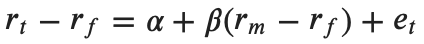 r_t − r_f = α + β(r_m − r_f) + e_t